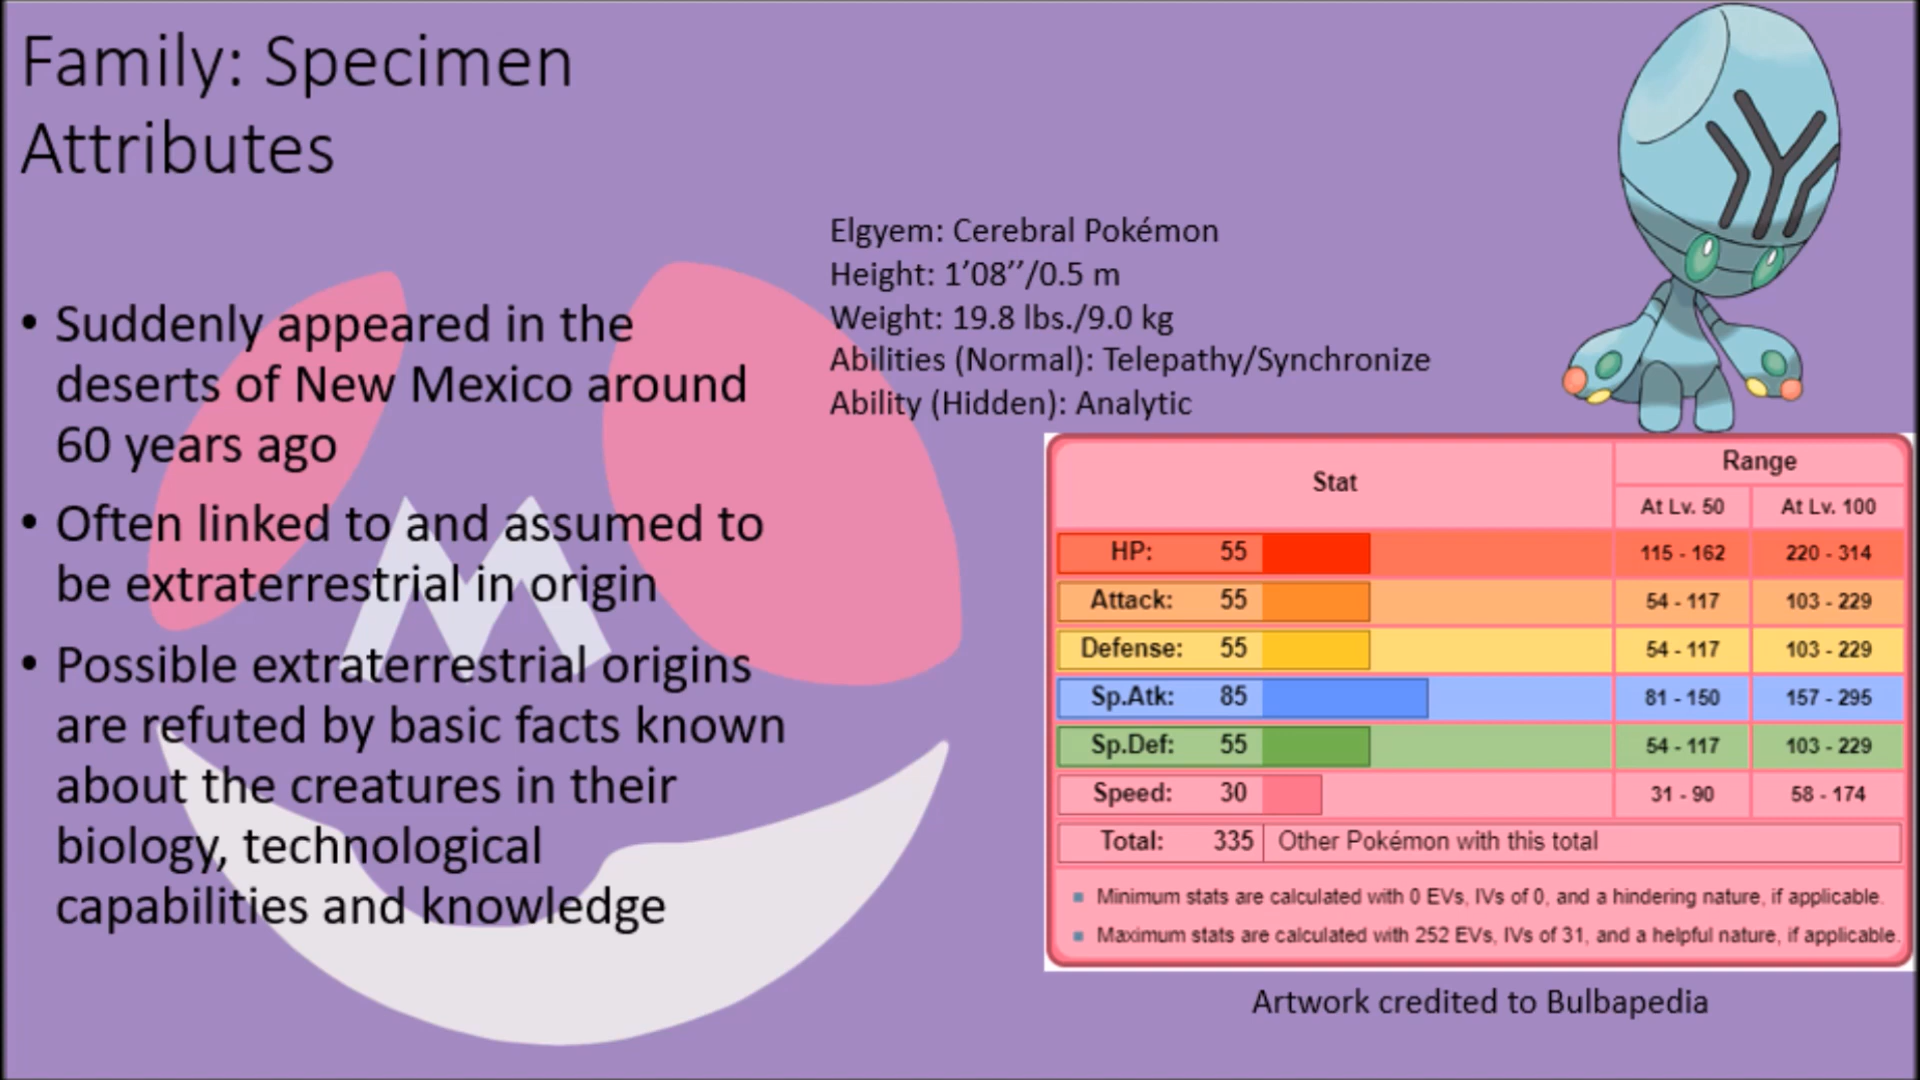 Family: Specimen
Attributes
• Suddenly appeared in the
deserts of New Mexico around
60 years ago
• Often linked to and assumed to
be extraterrestrial in origin
• Possible extraterrestrial origins
are refuted by basic facts known
about the creatures in their
biology, technological
capabilities and knowledge
Elgyem: Cerebral Pokémon
Height: 1’08’’/0.5 m
Weight: 19.8 lbs./9.0 kg
Abilities (Normal): Telepathy/Synchronize
Ability (Hidden): Analytic
Stat Range
At Lv. 50 At Lv. 100
HP: 55 115 - 162 220 - 314
Attack: 55 54 - 117 103 - 229
Defense: 55 54 - 117 103 - 229
Sp.Atk: 85 81 - 150 157 - 295
Sp.Def: 55 54 - 117 103 - 229
Speed: 30 31 - 90 58 - 174
Total: 335 Other Pokémon with this total
Minimum stats are calculated with 0 EVs, IVs of 0, and a hindering nature, if applicable.
Maximum stats are calculated with 252 EVs, IVs of 31, and a helpful nature, if applicable.
Artwork credited to Bulbapedia
M